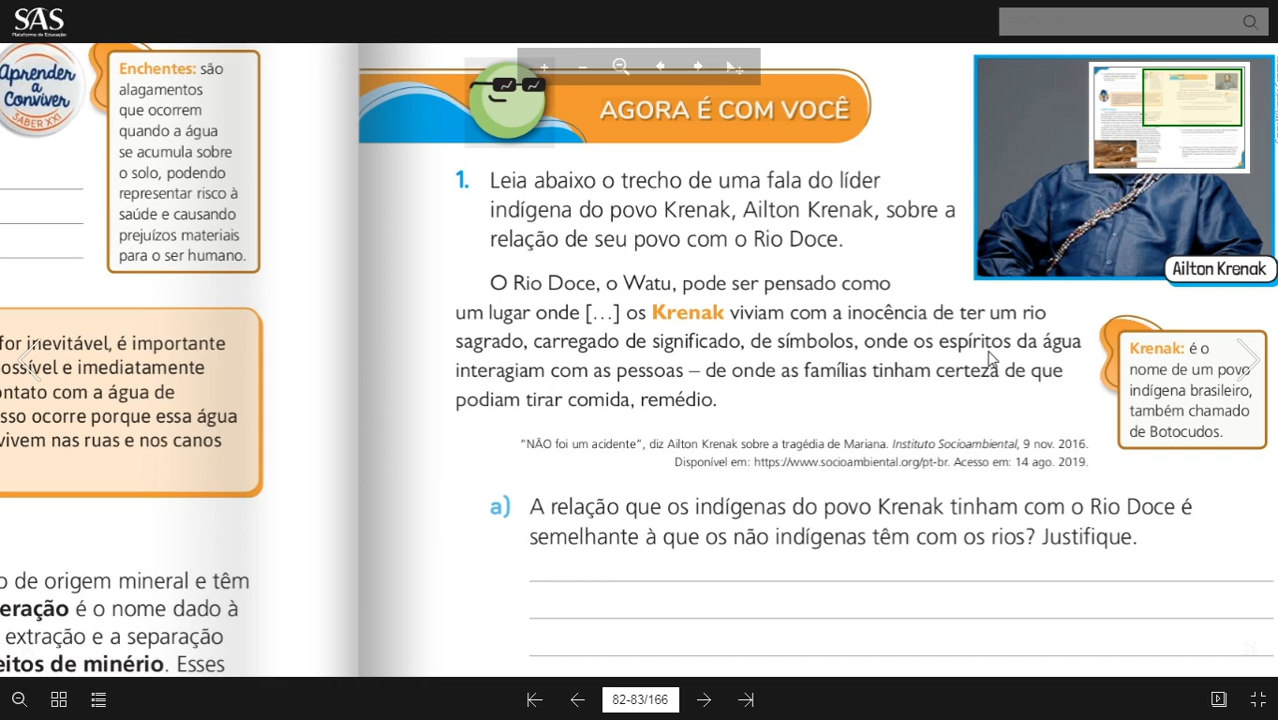 SAS
Plataforma de Educação
Aprender
a
Conviver
SABER XXI
Enchentes: são
alagamentos
que ocorrem
quando a água
se acumula sobre
o solo, podendo
representar risco à
saúde e causando
prejuízos materiais
para o ser humano.
for inevitável, é importante
ossível e imediatamente
ontato com a água de
sso ocorre porque essa água
vivem nas ruas e nos canos
o de origem mineral e têm
eração é o nome dado à
extração e a separação
eitos de minério. Esses
AGORA É COM VOCÊ
1. Leia abaixo o trecho de uma fala do líder
indígena do povo Krenak, Ailton Krenak, sobre a
relação de seu povo com o Rio Doce.
O Rio Doce, o Watu, pode ser pensado como
um lugar onde […] os Krenak viviam com a inocência de ter um rio
sagrado, carregado de significado, de símbolos, onde os espíritos da água
interagiam com as pessoas – de onde as famílias tinham certeza de que
podiam tirar comida, remédio.
"NÃO foi um acidente", diz Ailton Krenak sobre a tragédia de Mariana. Instituto Socioambiental, 9 nov. 2016.
Disponível em: https://www.socioambiental.org/pt-br. Acesso em: 14 ago. 2019.
Ailton Krenak
Krenak: é o
nome de um povo
indígena brasileiro,
também chamado
de Botocudos.
a) A relação que os indígenas do povo Krenak tinham com o Rio Doce é
semelhante à que os não indígenas têm com os rios? Justifique.
82-83/166